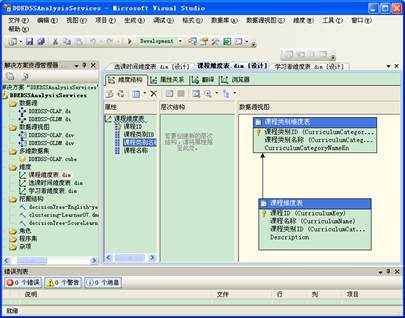 DDEDSSAnalysisServices - Microsoft Visual Studio
文件(F) 编辑(E) 视图(V) 项目(P) 生成(B) 调试(D) 格式(O) 数据库(A) 数据源视图(I) 维度(N) 工具(T) 窗口(W) 社区(C)
帮助(H)
Development
解决方案资源管理器
选课时间维度表.dim [设计] 课程维度表.dim [设计] 学习者维度表.dim [设计]
维度结构 属性关系 翻译 浏览器
解决方案"DDEDSSAnalysisServices"
DDEDSSAnalysisServices
数据源
DDEDSS-OLAP.ds
DDEDSS-OLDM.ds
数据源视图
DDEDSS-OLAP.dsv
DDEDSS-OLDM.dsv
多维数据集
DDEDSS-OLAP.cube
维度
课程维度表.dim
选课时间维度表.dim
学习者维度表.dim
挖掘结构
decisionTree-English-ye
clustering-Learner07.dm
decisionTree-ScoreLearn
角色
程序集
杂项
属性
课程维度表
课程ID
课程类别ID
课程类别名
课程名称
层次结构
若要创建新的层次
结构，请将属性拖
至此处。
数据源视图
课程类别维度表
课程类别ID (CurriculumCategor...
课程类别名称 (CurriculumCatego...
CurriculumCategoryNameEn
课程维度表
课程ID (CurriculumKey)
课程名称 (CurriculumName)
课程类别ID (CurriculumCat...
Description
错误列表
0 个错误 0 个警告 0 个消息
说明 文件 行 列 项目
就绪